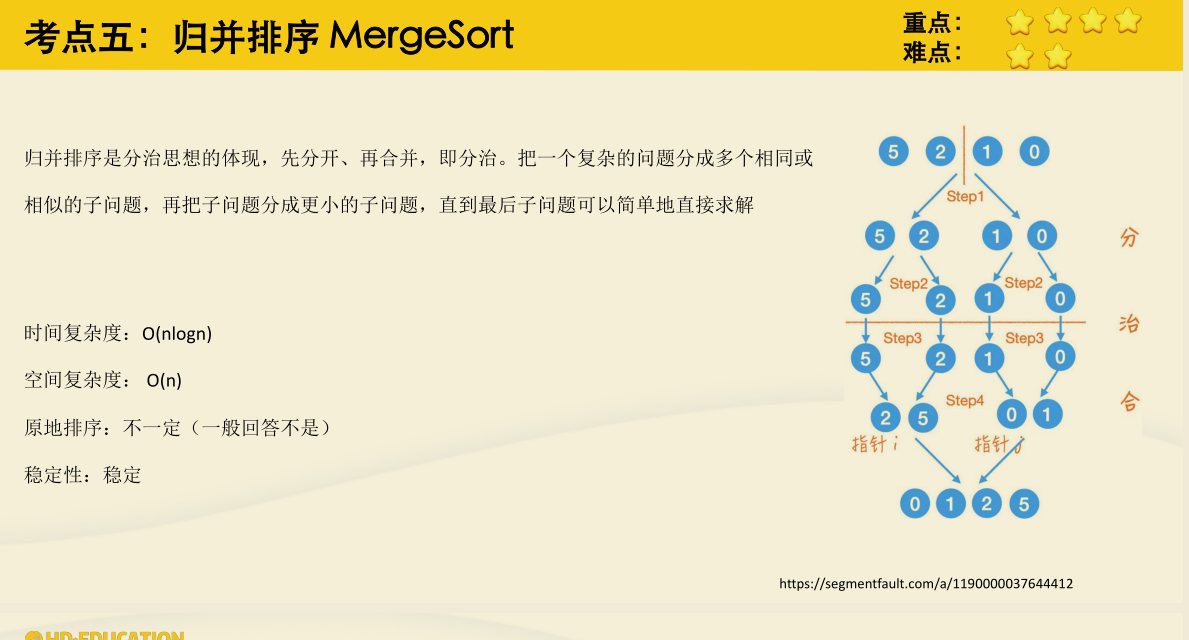 考点五：归并排序 MergeSort
重点：
难点：
归并排序是分治思想的体现，先分开、再合并，即分治。把一个复杂的问题分成多个相同或
相似的子问题，再把子问题分成更小的子问题，直到最后子问题可以简单地直接求解
时间复杂度：O(nlogn)
空间复杂度： O(n)
原地排序：不一定（一般回答不是）
稳定性：稳定
5 2 1 0
Step1
5 2 1 0
分
Step2 Step2
5 2 1 0
治
Step3 Step3
5 2 1 0
Step4
合
2 5 0 1
指针i 指针j
0 1 2 5
https://segmentfault.com/a/1190000037644412
HD·EDUCATION